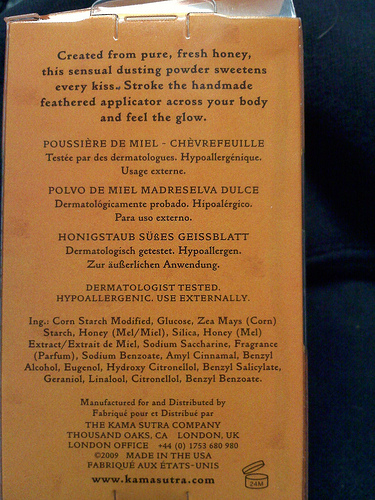 Created from pure, fresh honey,
this sensual dusting powder sweetens
every kiss. Stroke the handmade
feathered applicator across your body
and feel the glow.
POUSSIÈRE DE MIEL - CHÈVREFEUILLE
Testée par des dermatologues. Hypoallergénique.
Usage externe.
POLVO DE MIEL MADRESELVA DULCE
Dermatológicamente probado. Hipoalérgico.
Para uso externo.
HONIGSTAUB SÜßES GEISSBLATT
Dermatologisch getestet. Hypoallergen.
Zur äußerlichen Anwendung.
DERMATOLOGIST TESTED.
HYPOALLERGENIC. USE EXTERNALLY.
Ing.: Corn Starch Modified, Glucose, Zea Mays (Corn)
Starch, Honey (Mel/Miel), Silica, Honey (Mel)
Extract/Extrait de Miel, Sodium Saccharine, Fragrance
(Parfum), Sodium Benzoate, Amyl Cinnamal, Benzyl
Alcohol, Eugenol, Hydroxy Citronellol, Benzyl Salicylate,
Geraniol, Linalool, Citronellol, Benzyl Benzoate.
Manufactured for and Distributed by
Fabriqué pour et Distribué par
THE KAMA SUTRA COMPANY
THOUSAND OAKS, CA LONDON, UK
LONDON OFFICE +44 (0) 1753 680 980
©2009 MADE IN THE USA
FABRIQUÉ AUX ÉTATS-UNIS
www.kamasutra.com
24M